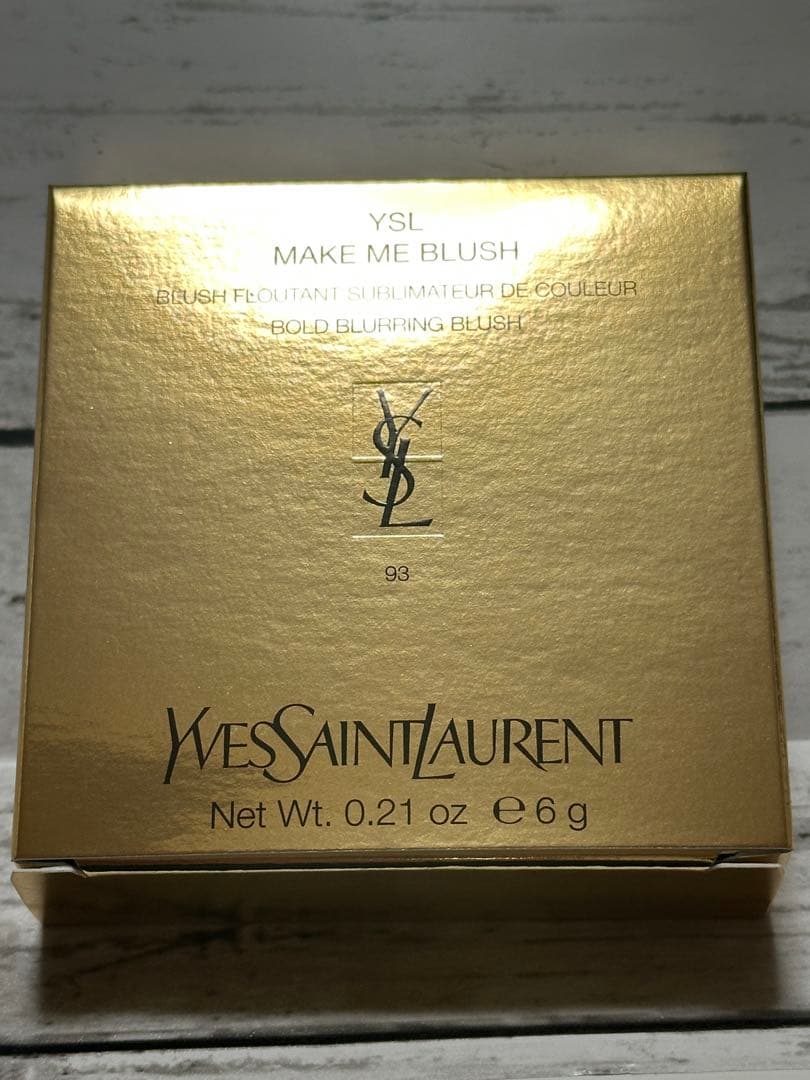 YSL
MAKE ME BLUSH
BLUSH FLOUTANT SUBLIMATEUR DE COULEUR
BOLD BLURRING BLUSH
YSL
93
YVESSAINTLAURENT
Net Wt. 0.21 oz ℮ 6 g